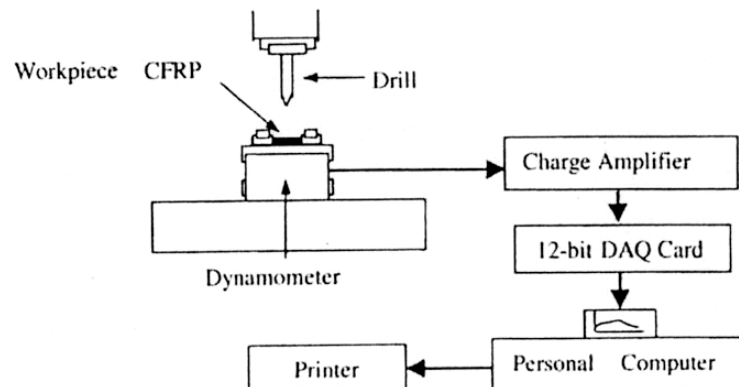 Workpiece CFRP
Drill
Charge Amplifier
12-bit DAQ Card
Dynamometer
Printer
Personal Computer